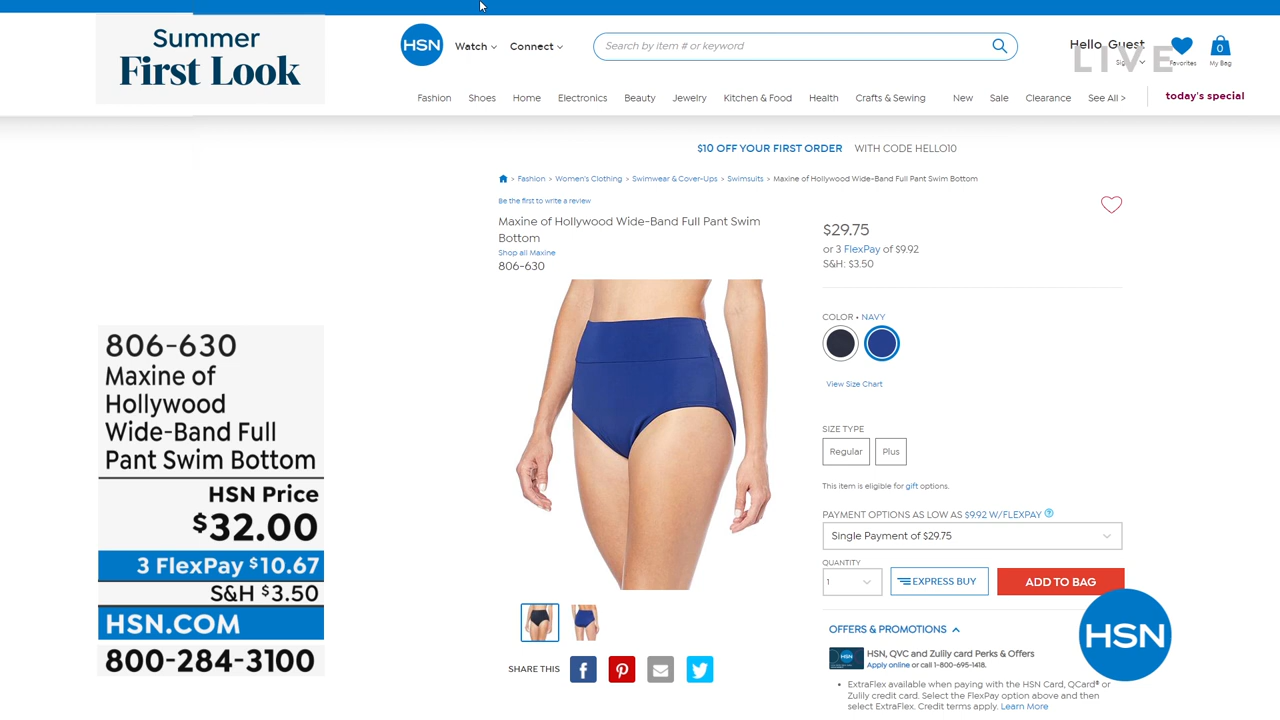 Summer
First Look
HSN
Watch
Connect
Search by item # or keyword
Hello, Guest
LIVE
Favorites
0
My Bag
Fashion
Shoes
Home
Electronics
Beauty
Jewelry
Kitchen & Food
Health
Crafts & Sewing
New
Sale
Clearance
See All >
today's special
$10 OFF YOUR FIRST ORDER WITH CODE HELLO10
> Fashion > Women's Clothing > Swimwear & Cover-Ups > Swimsuits > Maxine of Hollywood Wide-Band Full Pant Swim Bottom
Be the first to write a review
Maxine of Hollywood Wide-Band Full Pant Swim
Bottom
Shop all Maxine
806-630
$29.75
or 3 FlexPay of $9.92
S&H: $3.50
COLOR • NAVY
View Size Chart
SIZE TYPE
Regular
Plus
This item is eligible for gift options.
PAYMENT OPTIONS AS LOW AS $9.92 W/FLEXPAY ?
Single Payment of $29.75
QUANTITY
1
EXPRESS BUY
ADD TO BAG
OFFERS & PROMOTIONS
HSN, QVC and Zulily card Perks & Offers
Apply online or call 1-800-695-1418.
• ExtraFlex available when paying with the HSN Card, QCard® or
Zulily credit card. Select the FlexPay option above and then
select ExtraFlex. Credit terms apply. Learn More
SHARE THIS
HSN
806-630
Maxine of
Hollywood
Wide-Band Full
Pant Swim Bottom
HSN Price
$32.00
3 FlexPay $10.67
S&H $3.50
HSN.COM
800-284-3100